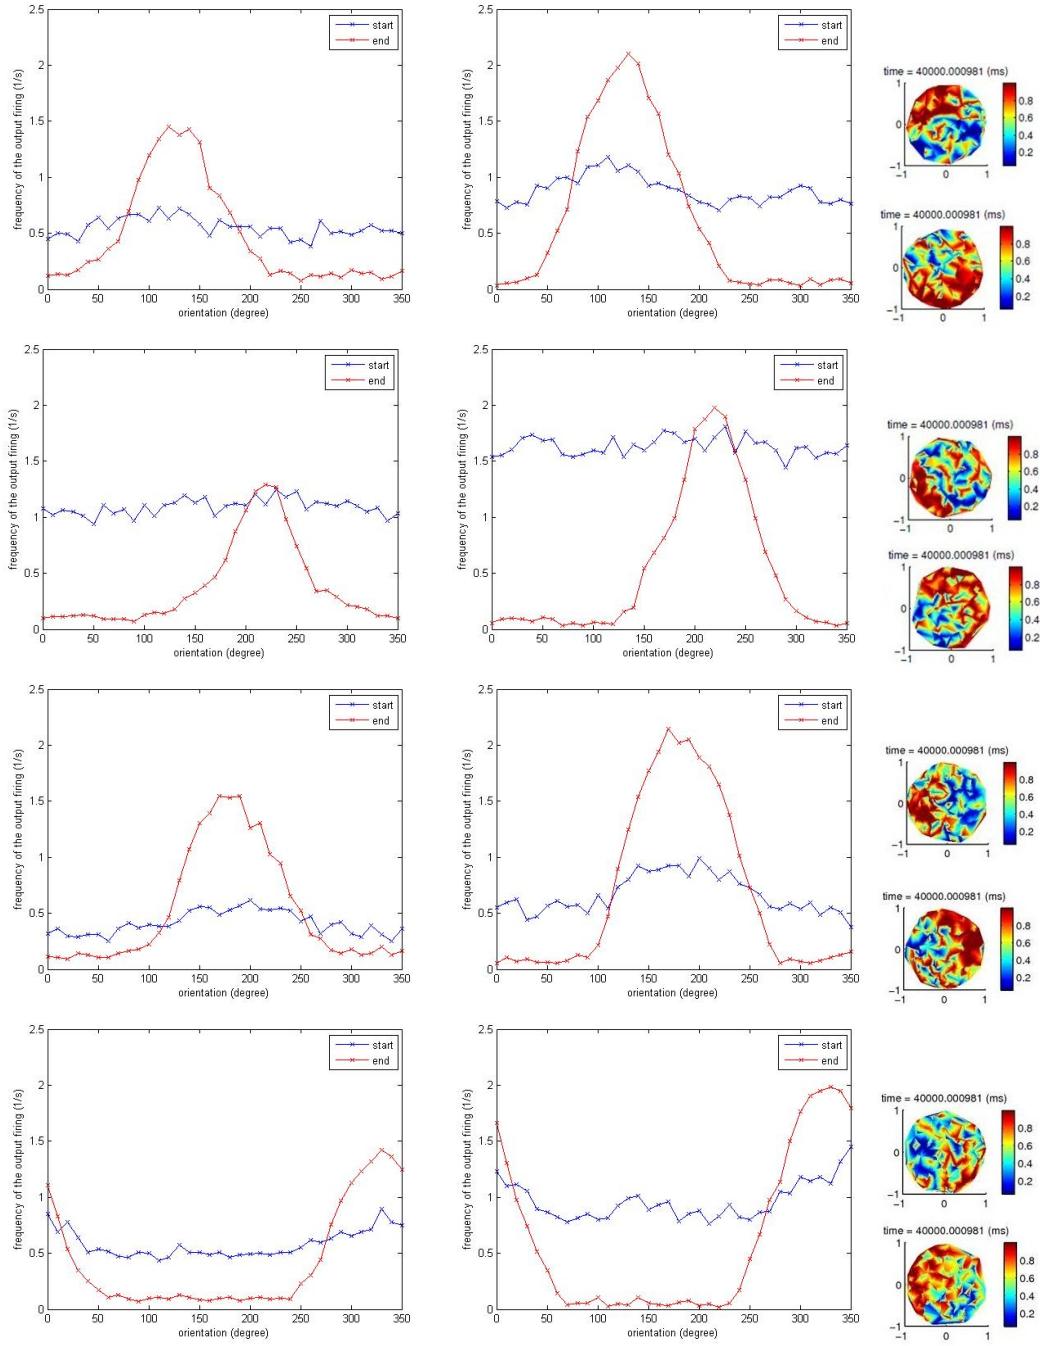 2.5
2
1.5
1
0.5
0
0 50 100 150 200 250 300 350
frequency of the output firing (1/s)
orientation (degree)
start
end
2.5
2
1.5
1
0.5
0
0 50 100 150 200 250 300 350
frequency of the output firing (1/s)
orientation (degree)
start
end
time = 40000.000981 (ms)
1
0
−1
0.8
0.6
0.4
0.2
1
0
−1
−1 0 1
0.8
0.6
0.4
0.2
2.5
2
1.5
1
0.5
0
0 50 100 150 200 250 300 350
frequency of the output firing (1/s)
orientation (degree)
start
end
2.5
2
1.5
1
0.5
0
0 50 100 150 200 250 300 350
frequency of the output firing (1/s)
orientation (degree)
start
end
time = 40000.000981 (ms)
1
0
−1
−1 0 1
0.8
0.6
0.4
0.2
time = 40000.000981 (ms)
1
0
−1
−1 0 1
0.8
0.6
0.4
0.2
2.5
2
1.5
1
0.5
0
0 50 100 150 200 250 300 350
frequency of the output firing (1/s)
orientation (degree)
start
end
2.5
2
1.5
1
0.5
0
0 50 100 150 200 250 300 350
frequency of the output firing (1/s)
orientation (degree)
start
end
time = 40000.000981 (ms)
1
0
−1
−1 0 1
0.8
0.6
0.4
0.2
time = 40000.000981 (ms)
1
0
−1
−1 0 1
0.8
0.6
0.4
0.2
2.5
2
1.5
1
0.5
0
0 50 100 150 200 250 300 350
frequency of the output firing (1/s)
orientation (degree)
start
end
2.5
2
1.5
1
0.5
0
0 50 100 150 200 250 300 350
frequency of the output firing (1/s)
orientation (degree)
start
end
time = 40000.000981 (ms)
1
0
−1
−1 0 1
0.8
0.6
0.4
0.2
time = 40000.000981 (ms)
1
0
−1
−1 0 1
0.8
0.6
0.4
0.2